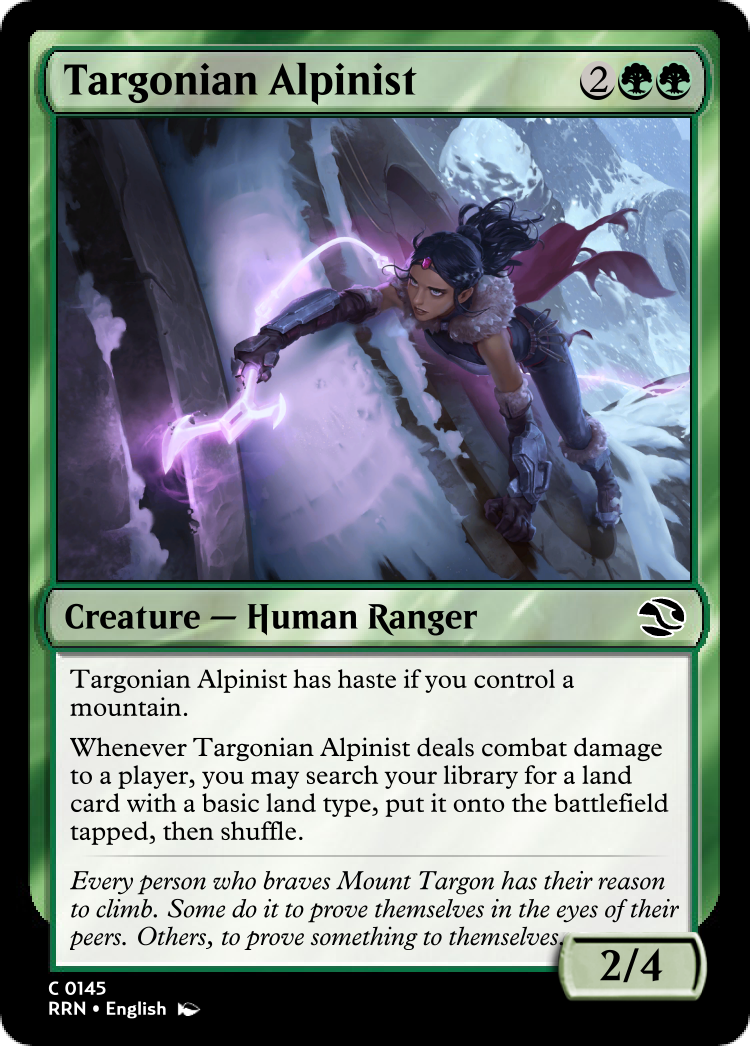 Targonian Alpinist 2
Creature — Human Ranger
Targonian Alpinist has haste if you control a
mountain.
Whenever Targonian Alpinist deals combat damage
to a player, you may search your library for a land
card with a basic land type, put it onto the battlefield
tapped, then shuffle.
Every person who braves Mount Targon has their reason
to climb. Some do it to prove themselves in the eyes of their
peers. Others, to prove something to themselves.
2/4
C 0145
RRN • English